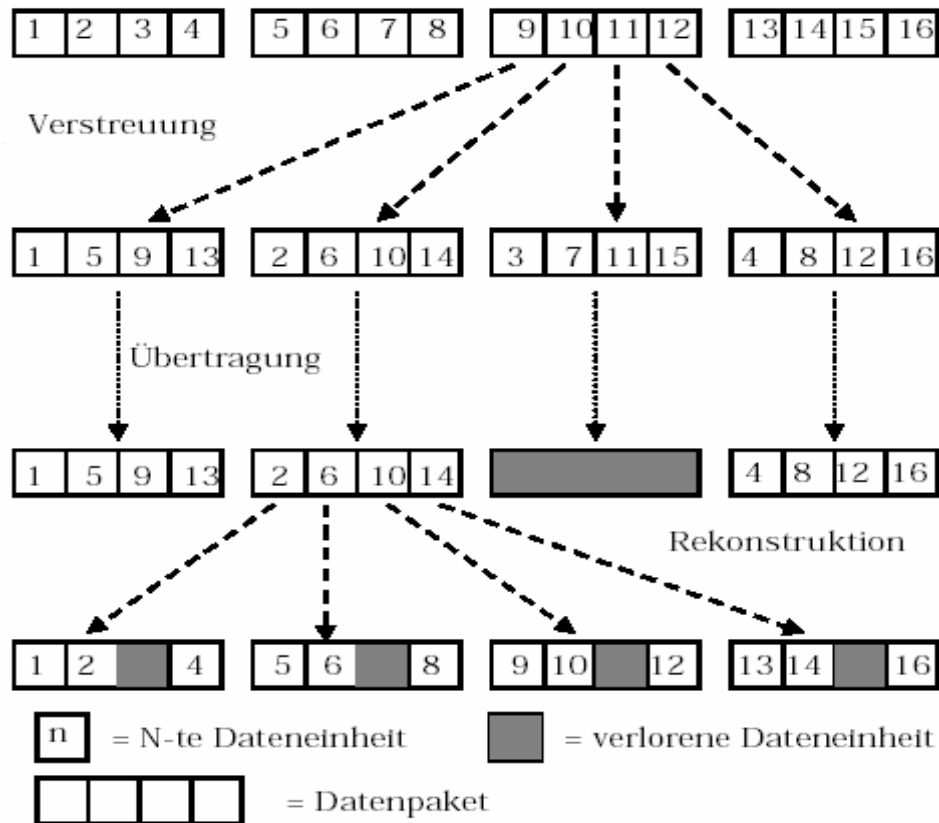 1 2 3 4 5 6 7 8 9 10 11 12 13 14 15 16
Verstreuung
1 5 9 13 2 6 10 14 3 7 11 15 4 8 12 16
Übertragung
1 5 9 13 2 6 10 14 4 8 12 16
Rekonstruktion
1 2 4 5 6 8 9 10 12 13 14 16
n = N-te Dateneinheit = verlorene Dateneinheit
= Datenpaket